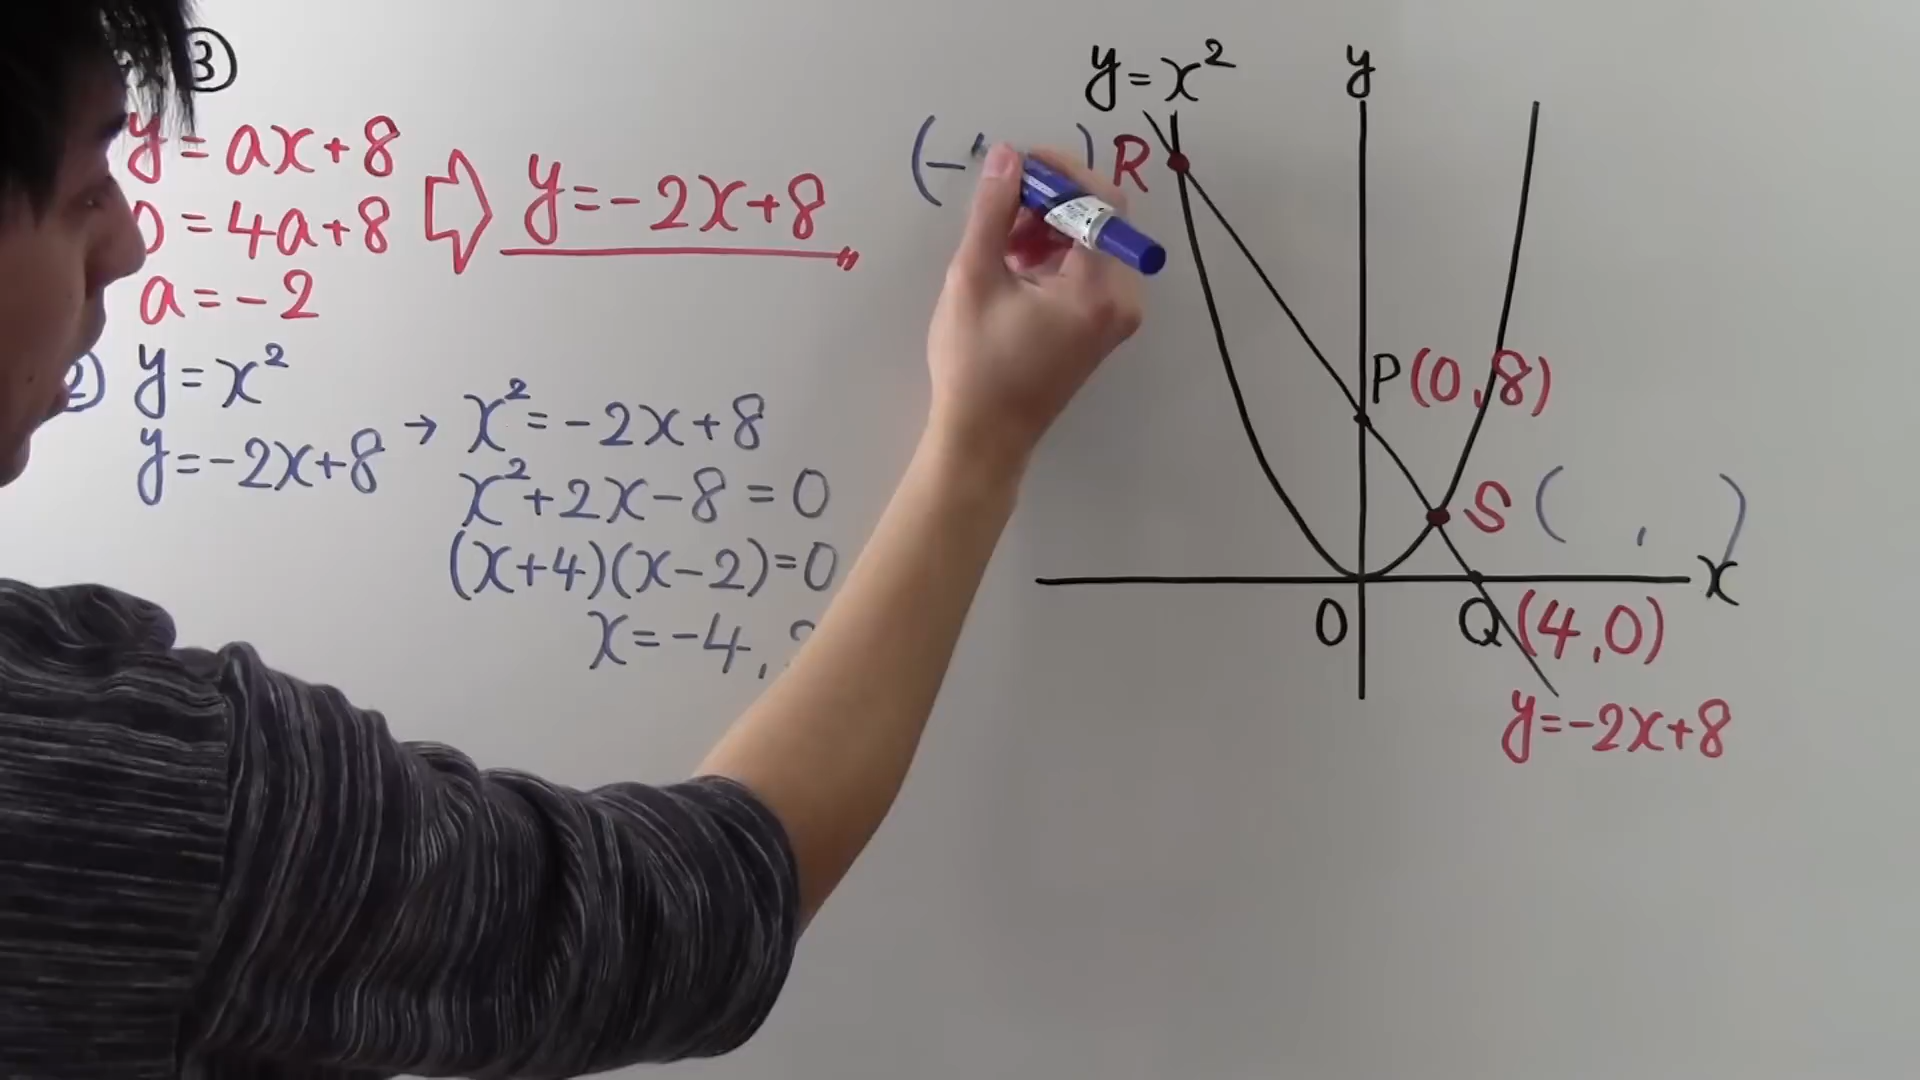 ③
y=ax+8
0=4a+8
a=-2
⇨ y=-2x+8
② y=x²
y=-2x+8 → x²=-2x+8
x²+2x-8=0
(x+4)(x-2)=0
x=-4,
y=x²
y
(- ) R
P(0,8)
S ( , )
x
O
Q (4,0)
y=-2x+8